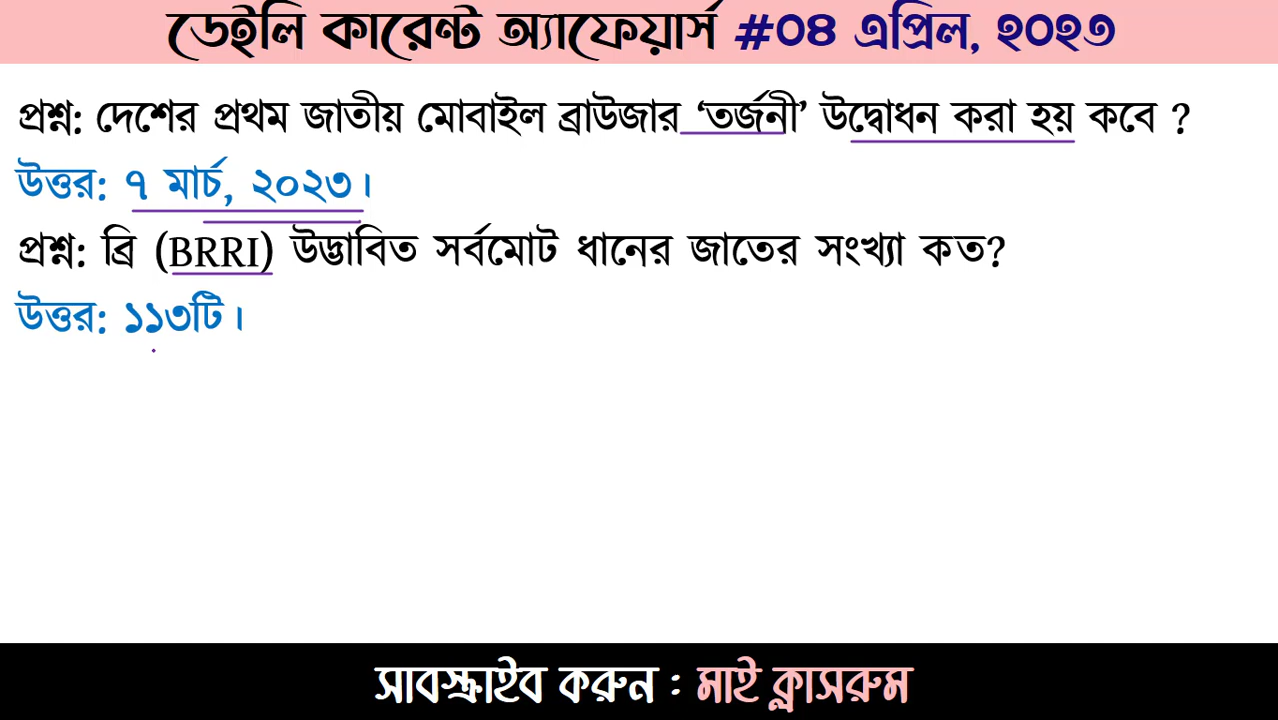 ডেইলি কারেন্ট অ্যাফেয়ার্স #০৪ এপ্রিল, ২০২৩
প্রশ্ন: দেশের প্রথম জাতীয় মোবাইল ব্রাউজার ‘তর্জনী’ উদ্বোধন করা হয় কবে ?
উত্তর: ৭ মার্চ, ২০২৩।
প্রশ্ন: ব্রি (BRRI) উদ্ভাবিত সর্বমোট ধানের জাতের সংখ্যা কত?
উত্তর: ১১৩টি।
সাবস্ক্রাইব করুন : মাই ক্লাসরুম